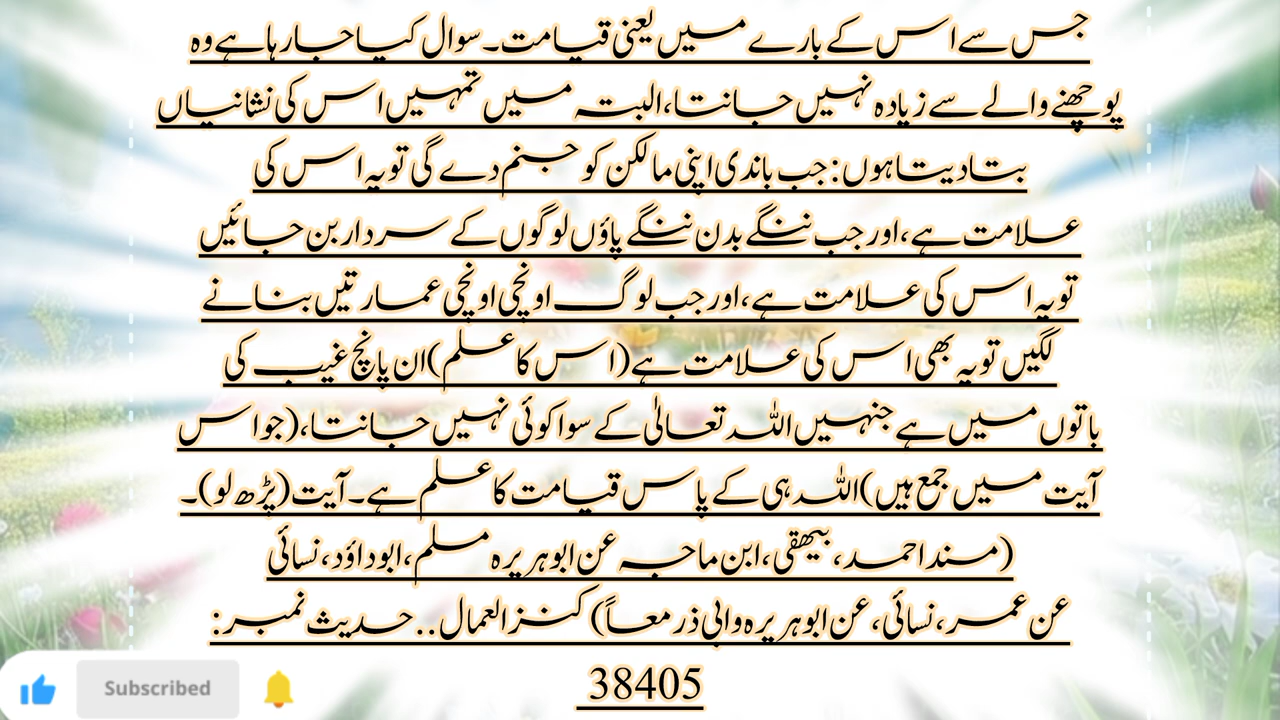 جس سے اس کے بارے میں یعنی قیامت۔ سوال کیا جارہا ہے وہ
پوچھنے والے سے زیادہ نہیں جانتا، البتہ میں تمہیں اس کی نشانیاں
بتادیتا ہوں: جب باندی اپنی مالکن کو جنم دے گی تو یہ اس کی
علامت ہے، اور جب ننگے بدن ننگے پاؤں لوگوں کے سردار بن جائیں
تو یہ اس کی علامت ہے، اور جب لوگ اونچی اونچی عمارتیں بنانے
لگیں تو یہ بھی اس کی علامت ہے (اس کا علم) ان پانچ غیب کی
باتوں میں ہے جنہیں اللہ تعالیٰ کے سوا کوئی نہیں جانتا، (جو اس
آیت میں جمع ہیں) اللہ ہی کے پاس قیامت کا علم ہے۔ آیت (پڑھ لو)۔
(مسند احمد، بیھقی، ابن ماجہ عن ابوہریرہ مسلم، ابوداؤد، نسائی
عن عمر، نسائی، عن ابوہریرہ وابی ذر معاً) کنز العمال.. حدیث نمبر:
38405
Subscribed